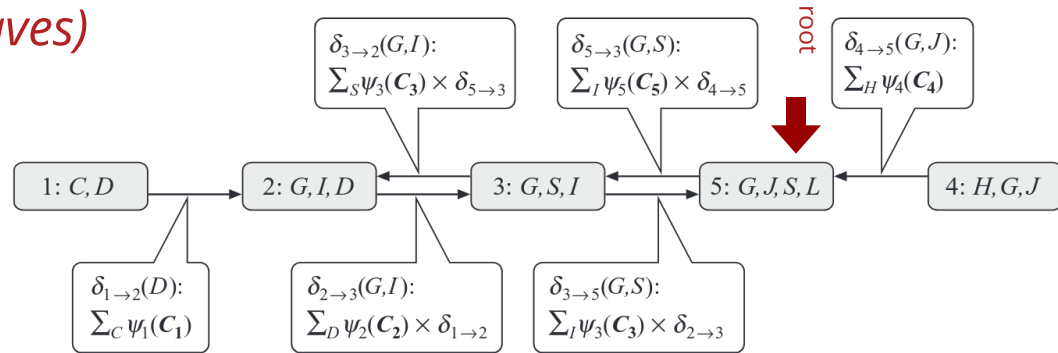 ves)
root
δ3→2(G,I):
∑S ψ3(C3) × δ5→3
δ5→3(G,S):
∑I ψ5(C5) × δ4→5
δ4→5(G,J):
∑H ψ4(C4)
1: C,D
2: G,I,D
3: G,S,I
5: G,J,S,L
4: H,G,J
δ1→2(D):
∑C ψ1(C1)
δ2→3(G,I):
∑D ψ2(C2) × δ1→2
δ3→5(G,S):
∑I ψ3(C3) × δ2→3